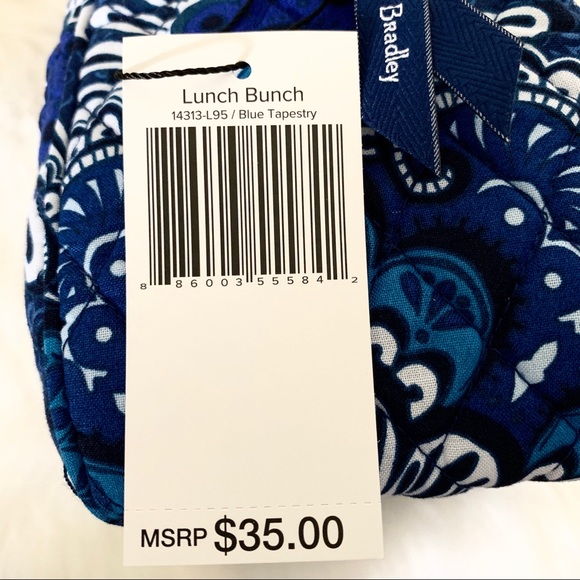 Bradley
Lunch Bunch
14313-L95 / Blue Tapestry
8 86003 55584 2
MSRP $35.00